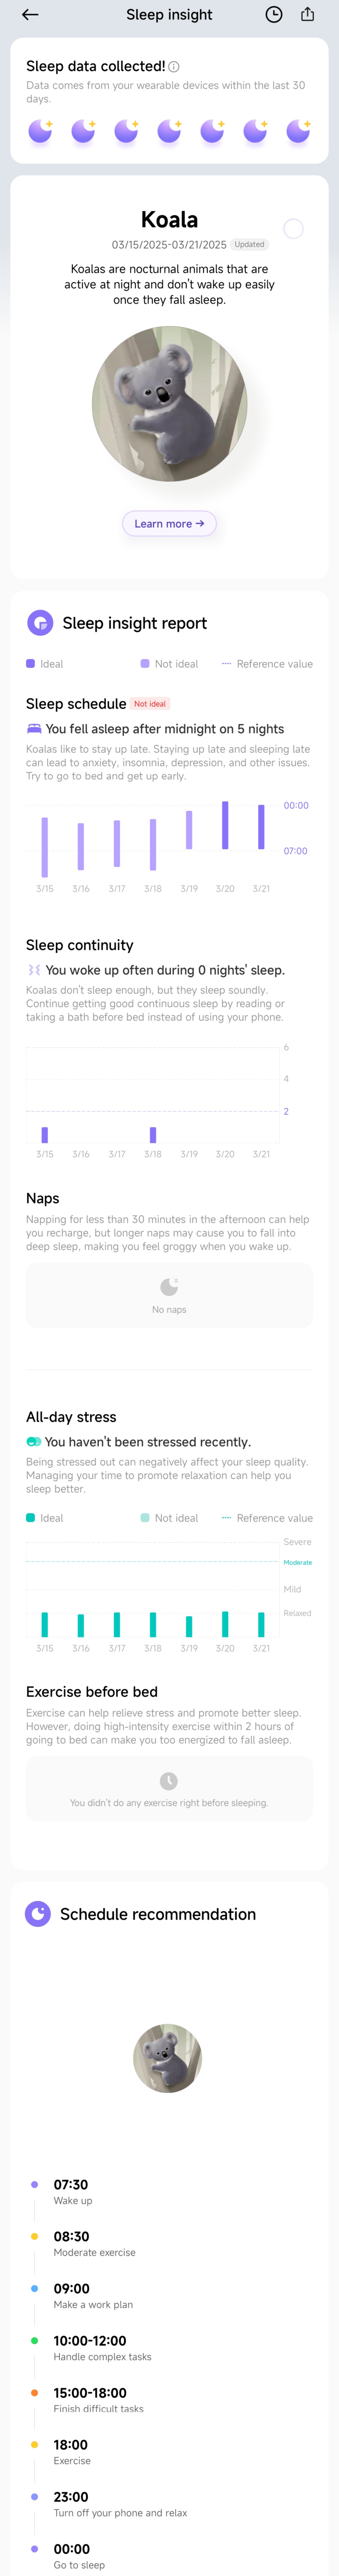 Sleep insight
Sleep data collected!
Data comes from your wearable devices within the last 30
days.
Koala
03/15/2025-03/21/2025 Updated
Koalas are nocturnal animals that are
active at night and don't wake up easily
once they fall asleep.
Learn more →
Sleep insight report
Ideal Not ideal Reference value
Sleep schedule Not ideal
You fell asleep after midnight on 5 nights
Koalas like to stay up late. Staying up late and sleeping late
can lead to anxiety, insomnia, depression, and other issues.
Try to go to bed and get up early.
00:00
07:00
3/15 3/16 3/17 3/18 3/19 3/20 3/21
Sleep continuity
You woke up often during 0 nights' sleep.
Koalas don't sleep enough, but they sleep soundly.
Continue getting good continuous sleep by reading or
taking a bath before bed instead of using your phone.
6
4
2
3/15 3/16 3/17 3/18 3/19 3/20 3/21
Naps
Napping for less than 30 minutes in the afternoon can help
you recharge, but longer naps may cause you to fall into
deep sleep, making you feel groggy when you wake up.
No naps
All-day stress
You haven't been stressed recently.
Being stressed out can negatively affect your sleep quality.
Managing your time to promote relaxation can help you
sleep better.
Ideal Not ideal Reference value
Severe
Moderate
Mild
Relaxed
3/15 3/16 3/17 3/18 3/19 3/20 3/21
Exercise before bed
Exercise can help relieve stress and promote better sleep.
However, doing high-intensity exercise within 2 hours of
going to bed can make you too energized to fall asleep.
You didn't do any exercise right before sleeping.
Schedule recommendation
07:30
Wake up
08:30
Moderate exercise
09:00
Make a work plan
10:00-12:00
Handle complex tasks
15:00-18:00
Finish difficult tasks
18:00
Exercise
23:00
Turn off your phone and relax
00:00
Go to sleep